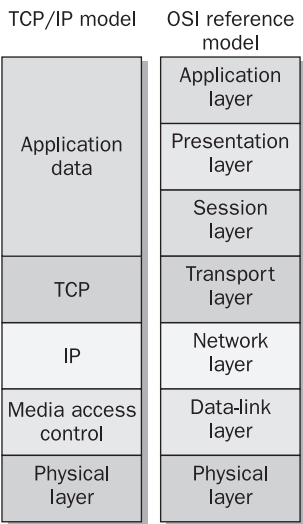 TCP/IP model
Application
data
TCP
IP
Media access
control
Physical
layer
OSI reference
model
Application
layer
Presentation
layer
Session
layer
Transport
layer
Network
layer
Data-link
layer
Physical
layer